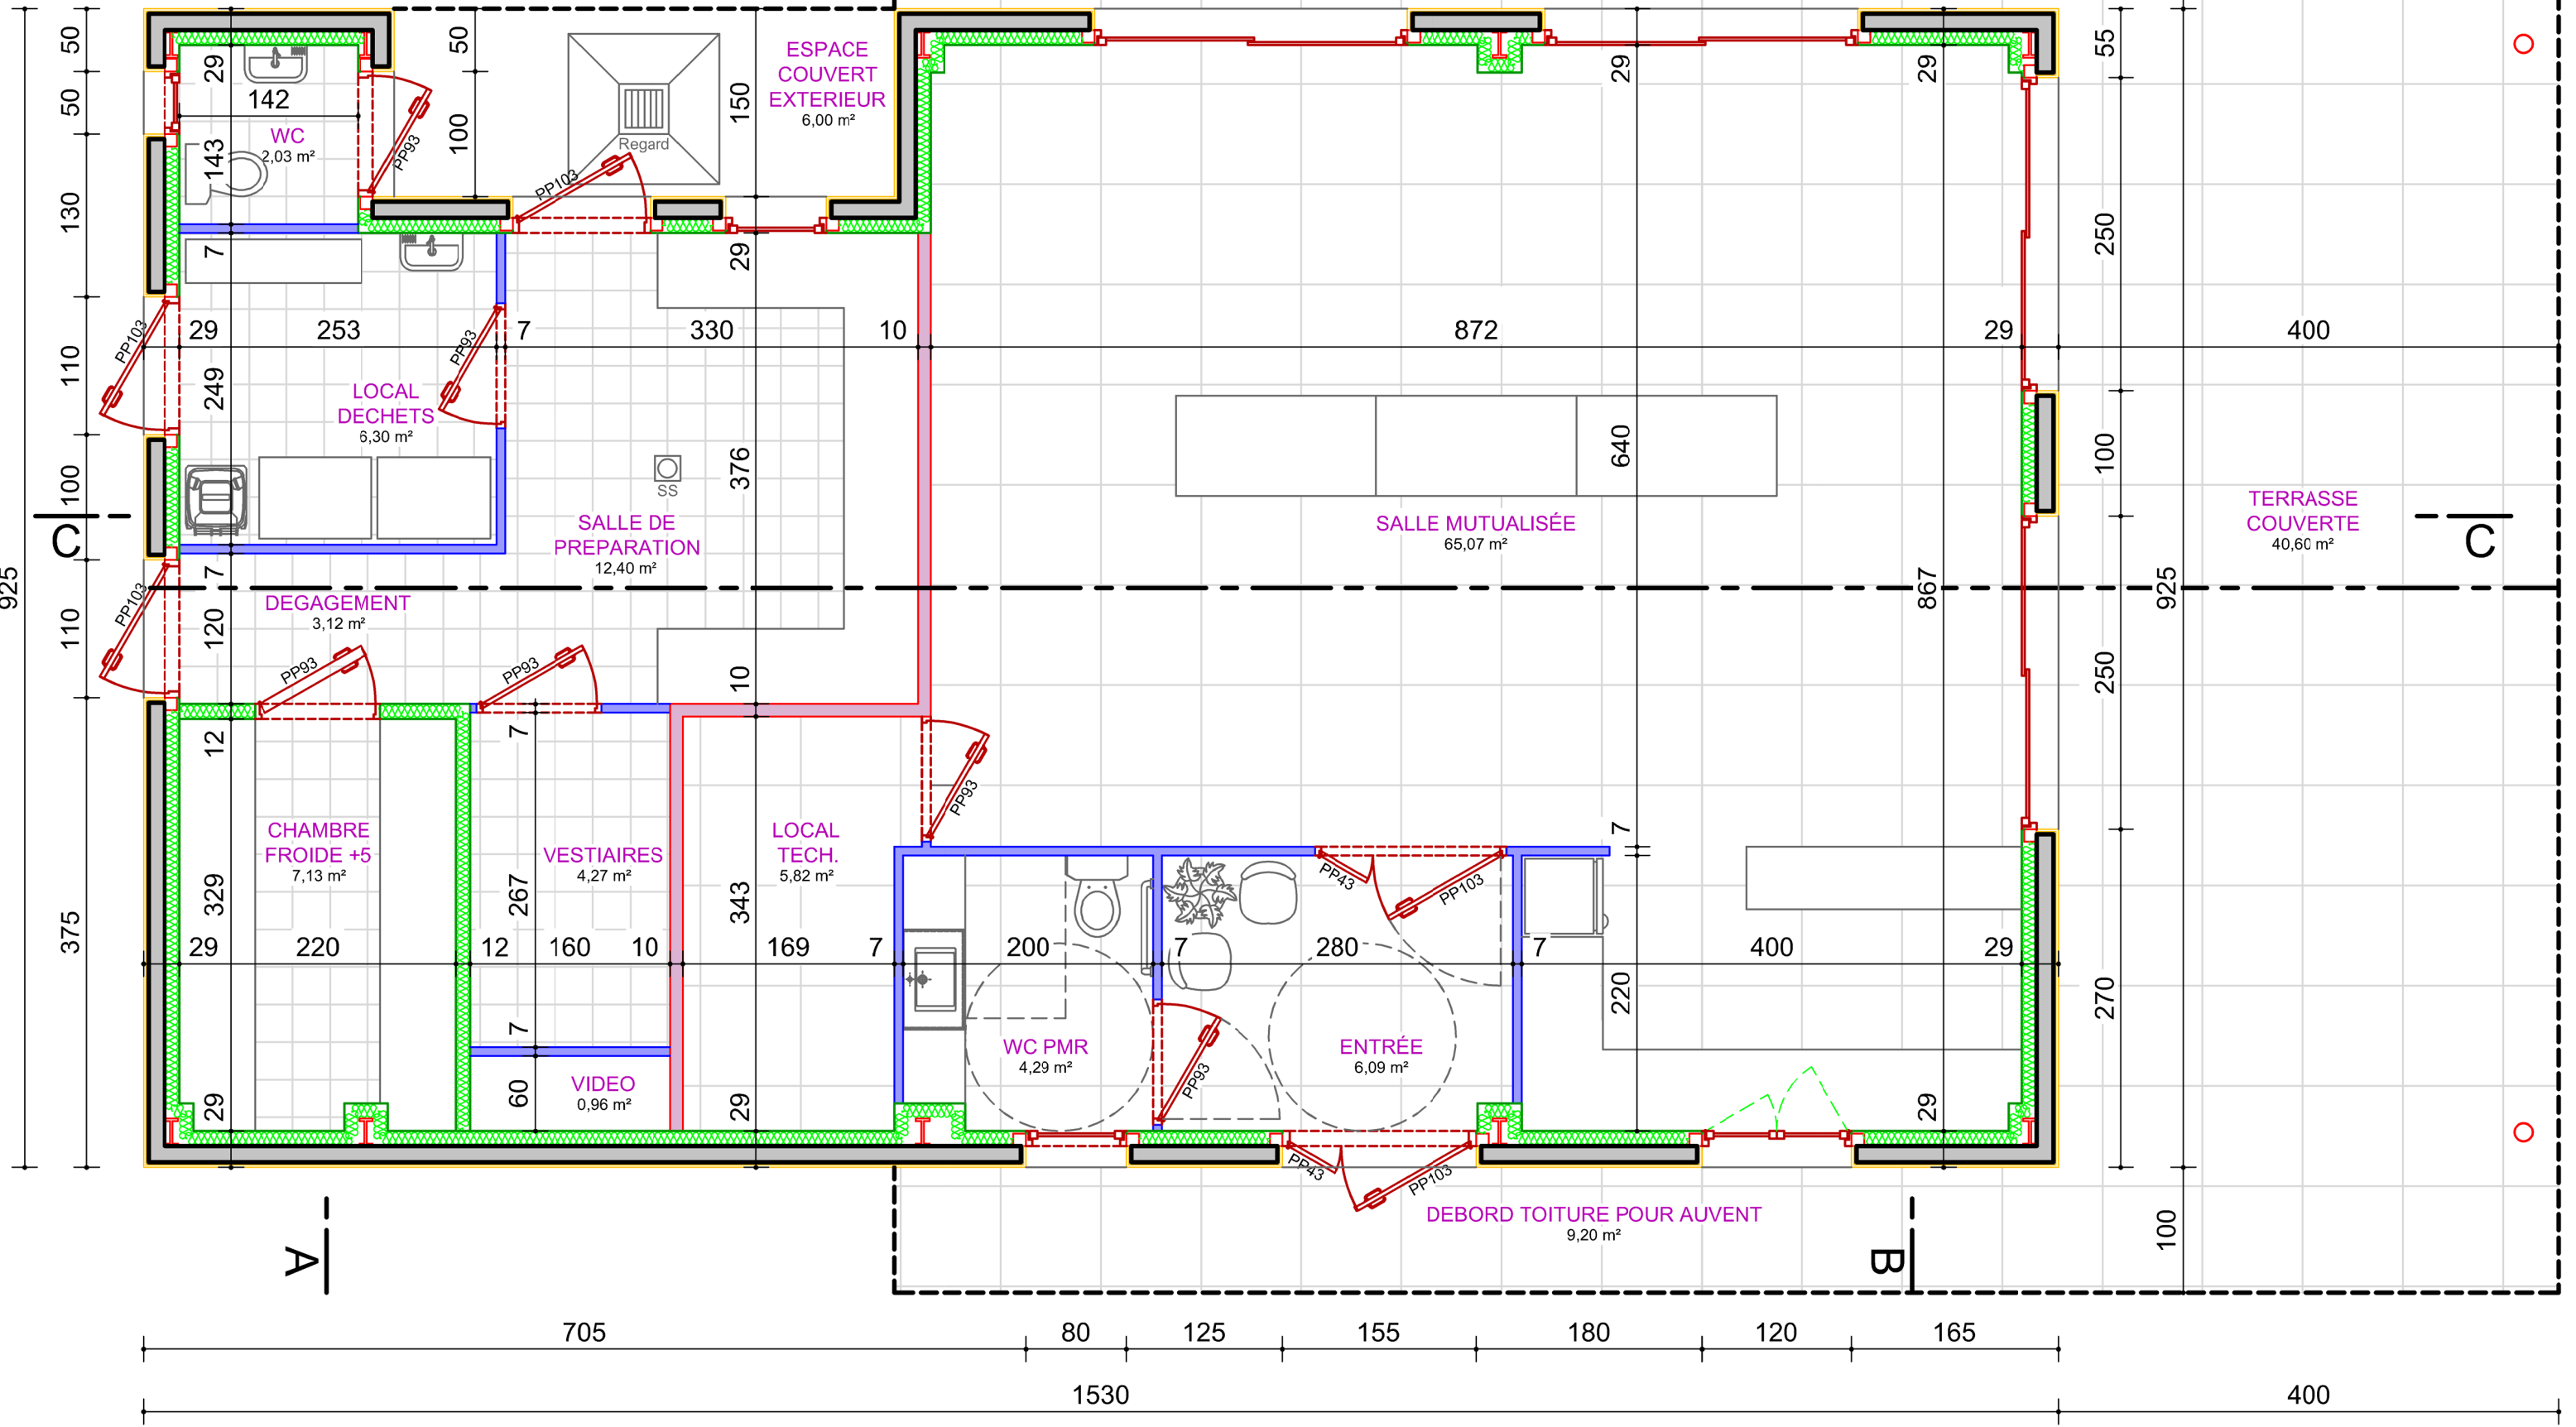 50
50
130
110
100
110
375
925
29
142
WC
2,03 m²
143
PP93
50
100
Regard
PP103
150
ESPACE
COUVERT
EXTERIEUR
6,00 m²
29
29
55
7
29
250
PP103
29
253
PP93
7
330
10
872
29
400
249
LOCAL
DECHETS
6,30 m²
376
640
100
SS
SALLE DE
PREPARATION
12,40 m²
SALLE MUTUALISÉE
65,07 m²
TERRASSE
COUVERTE
40,60 m²
C
C
7
PP103
DEGAGEMENT
3,12 m²
120
867
925
PP93
PP93
10
250
12
7
PP93
7
CHAMBRE
FROIDE +5
7,13 m²
VESTIAIRES
4,27 m²
LOCAL
TECH.
5,82 m²
PP43
PP103
329
267
343
29
220
12
160
10
169
7
200
7
280
7
400
29
220
270
7
WC PMR
4,29 m²
PP93
ENTRÉE
6,09 m²
VIDEO
0,96 m²
29
60
29
29
PP43
PP103
DEBORD TOITURE POUR AUVENT
9,20 m²
100
A
B
705
80
125
155
180
120
165
1530
400